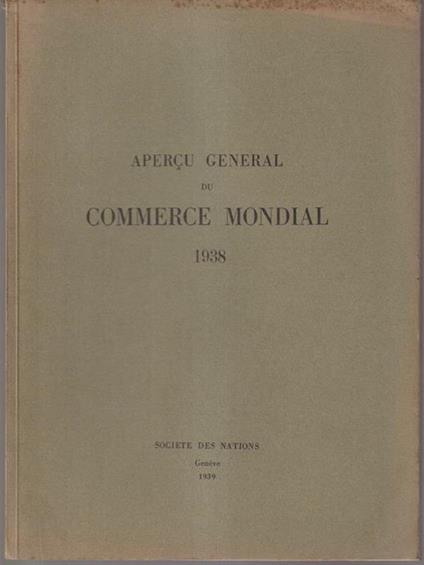 APERÇU GENERAL
DU
COMMERCE MONDIAL
1938
SOCIETE DES NATIONS
Genève
1939